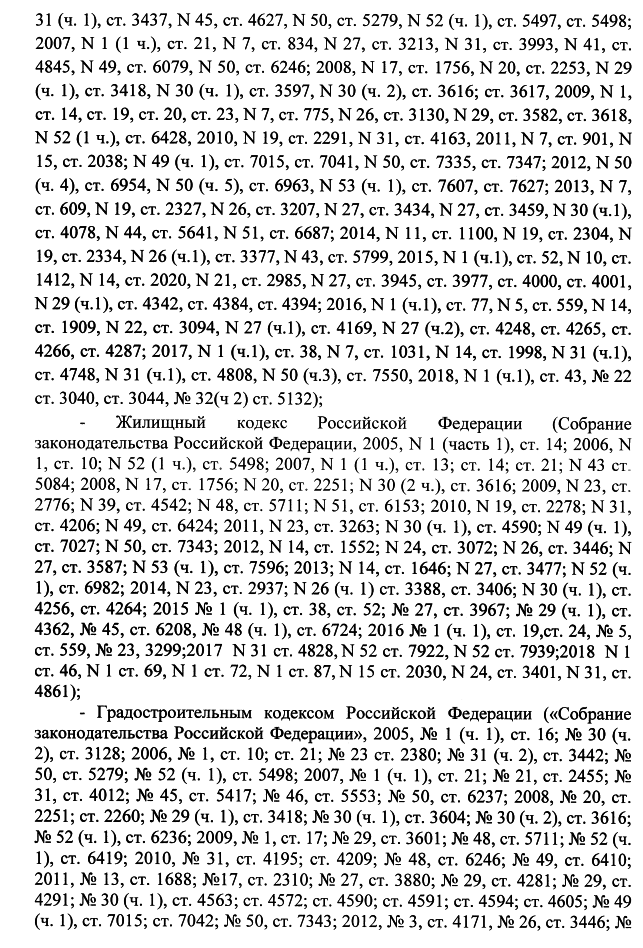 31 (ч. 1), ст. 3437, N 45, ст. 4627, N 50, ст. 5279, N 52 (ч. 1), ст. 5497, ст. 5498;
2007, N 1 (1 ч.), ст. 21, N 7, ст. 834, N 27, ст. 3213, N 31, ст. 3993, N 41, ст.
4845, N 49, ст. 6079, N 50, ст. 6246; 2008, N 17, ст. 1756, N 20, ст. 2253, N 29
(ч. 1), ст. 3418, N 30 (ч. 1), ст. 3597, N 30 (ч. 2), ст. 3616; ст. 3617, 2009, N 1,
ст. 14, ст. 19, ст. 20, ст. 23, N 7, ст. 775, N 26, ст. 3130, N 29, ст. 3582, ст. 3618,
N 52 (1 ч.), ст. 6428, 2010, N 19, ст. 2291, N 31, ст. 4163, 2011, N 7, ст. 901, N
15, ст. 2038; N 49 (ч. 1), ст. 7015, ст. 7041, N 50, ст. 7335, ст. 7347; 2012, N 50
(ч. 4), ст. 6954, N 50 (ч. 5), ст. 6963, N 53 (ч. 1), ст. 7607, ст. 7627; 2013, N 7,
ст. 609, N 19, ст. 2327, N 26, ст. 3207, N 27, ст. 3434, N 27, ст. 3459, N 30 (ч.1),
ст. 4078, N 44, ст. 5641, N 51, ст. 6687; 2014, N 11, ст. 1100, N 19, ст. 2304, N
19, ст. 2334, N 26 (ч.1), ст. 3377, N 43, ст. 5799, 2015, N 1 (ч.1), ст. 52, N 10, ст.
1412, N 14, ст. 2020, N 21, ст. 2985, N 27, ст. 3945, ст. 3977, ст. 4000, ст. 4001,
N 29 (ч.1), ст. 4342, ст. 4384, ст. 4394; 2016, N 1 (ч.1), ст. 77, N 5, ст. 559, N 14,
ст. 1909, N 22, ст. 3094, N 27 (ч.1), ст. 4169, N 27 (ч.2), ст. 4248, ст. 4265, ст.
4266, ст. 4287; 2017, N 1 (ч.1), ст. 38, N 7, ст. 1031, N 14, ст. 1998, N 31 (ч.1),
ст. 4748, N 31 (ч.1), ст. 4808, N 50 (ч.3), ст. 7550, 2018, N 1 (ч.1), ст. 43, № 22
ст. 3040, ст. 3044, № 32(ч 2) ст. 5132);
- Жилищный кодекс Российской Федерации (Собрание
законодательства Российской Федерации, 2005, N 1 (часть 1), ст. 14; 2006, N
1, ст. 10; N 52 (1 ч.), ст. 5498; 2007, N 1 (1 ч.), ст. 13; ст. 14; ст. 21; N 43 ст.
5084; 2008, N 17, ст. 1756; N 20, ст. 2251; N 30 (2 ч.), ст. 3616; 2009, N 23, ст.
2776; N 39, ст. 4542; N 48, ст. 5711; N 51, ст. 6153; 2010, N 19, ст. 2278; N 31,
ст. 4206; N 49, ст. 6424; 2011, N 23, ст. 3263; N 30 (ч. 1), ст. 4590; N 49 (ч. 1),
ст. 7027; N 50, ст. 7343; 2012, N 14, ст. 1552; N 24, ст. 3072; N 26, ст. 3446; N
27, ст. 3587; N 53 (ч. 1), ст. 7596; 2013; N 14, ст. 1646; N 27, ст. 3477; N 52 (ч.
1), ст. 6982; 2014, N 23, ст. 2937; N 26 (ч. 1) ст. 3388, ст. 3406; N 30 (ч. 1), ст.
4256, ст. 4264; 2015 № 1 (ч. 1), ст. 38, ст. 52; № 27, ст. 3967; № 29 (ч. 1), ст.
4362, № 45, ст. 6208, № 48 (ч. 1), ст. 6724; 2016 № 1 (ч. 1), ст. 19,ст. 24, № 5,
ст. 559, № 23, 3299;2017 N 31 ст. 4828, N 52 ст. 7922, N 52 ст. 7939;2018 N 1
ст. 46, N 1 ст. 69, N 1 ст. 72, N 1 ст. 87, N 15 ст. 2030, N 24, ст. 3401, N 31, ст.
4861);
- Градостроительным кодексом Российской Федерации («Собрание
законодательства Российской Федерации», 2005, № 1 (ч. 1), ст. 16; № 30 (ч.
2), ст. 3128; 2006, № 1, ст. 10; ст. 21; № 23 ст. 2380; № 31 (ч. 2), ст. 3442; №
50, ст. 5279; № 52 (ч. 1), ст. 5498; 2007, № 1 (ч. 1), ст. 21; № 21, ст. 2455; №
31, ст. 4012; № 45, ст. 5417; № 46, ст. 5553; № 50, ст. 6237; 2008, № 20, ст.
2251; ст. 2260; № 29 (ч. 1), ст. 3418; № 30 (ч. 1), ст. 3604; № 30 (ч. 2), ст. 3616;
№ 52 (ч. 1), ст. 6236; 2009, № 1, ст. 17; № 29, ст. 3601; № 48, ст. 5711; № 52 (ч.
1), ст. 6419; 2010, № 31, ст. 4195; ст. 4209; № 48, ст. 6246; № 49, ст. 6410;
2011, № 13, ст. 1688; №17, ст. 2310; № 27, ст. 3880; № 29, ст. 4281; № 29, ст.
4291; № 30 (ч. 1), ст. 4563; ст. 4572; ст. 4590; ст. 4591; ст. 4594; ст. 4605; № 49
(ч. 1), ст. 7015; ст. 7042; № 50, ст. 7343; 2012, № 3, ст. 4171, № 26, ст. 3446; №